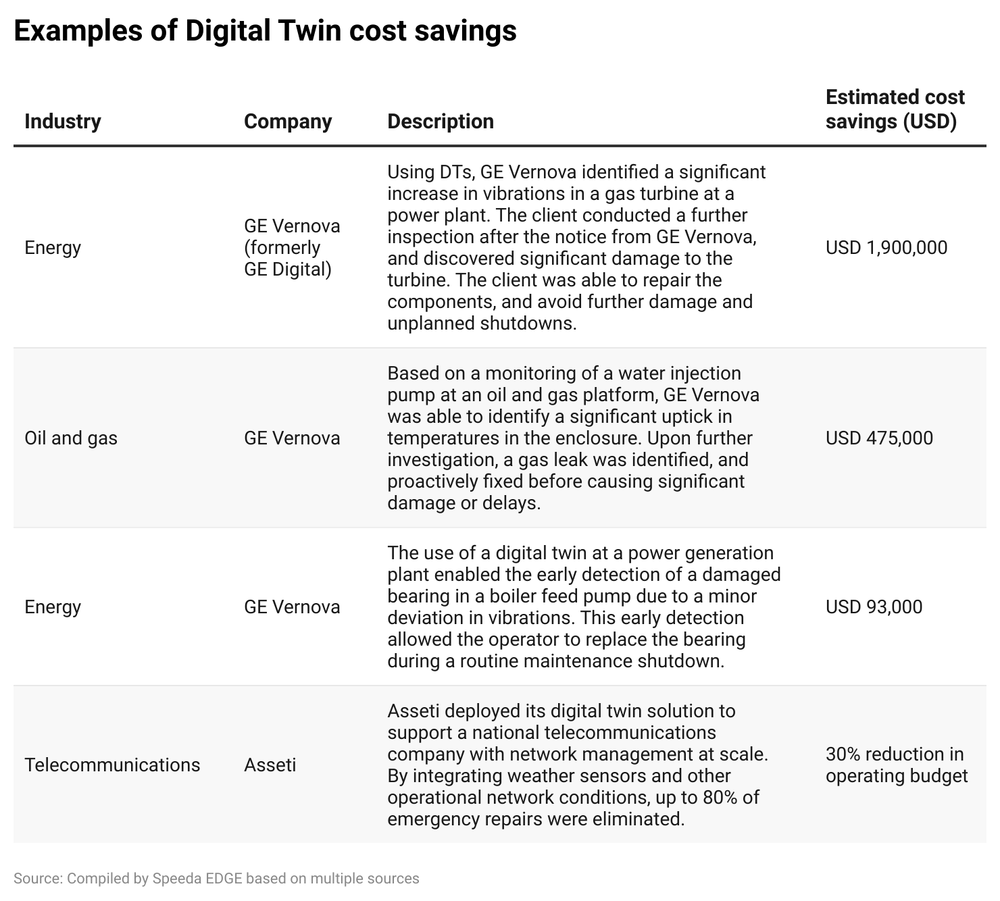 Examples of Digital Twin cost savings
Industry
Company
Description
Estimated cost
savings (USD)
Energy
GE Vernova
(formerly
GE Digital)
Using DTs, GE Vernova identified a significant
increase in vibrations in a gas turbine at a
power plant. The client conducted a further
inspection after the notice from GE Vernova,
and discovered significant damage to the
turbine. The client was able to repair the
components, and avoid further damage and
unplanned shutdowns.
USD 1,900,000
Oil and gas
GE Vernova
Based on a monitoring of a water injection
pump at an oil and gas platform, GE Vernova
was able to identify a significant uptick in
temperatures in the enclosure. Upon further
investigation, a gas leak was identified, and
proactively fixed before causing significant
damage or delays.
USD 475,000
Energy
GE Vernova
The use of a digital twin at a power generation
plant enabled the early detection of a damaged
bearing in a boiler feed pump due to a minor
deviation in vibrations. This early detection
allowed the operator to replace the bearing
during a routine maintenance shutdown.
USD 93,000
Telecommunications
Asseti
Asseti deployed its digital twin solution to
support a national telecommunications
company with network management at scale.
By integrating weather sensors and other
operational network conditions, up to 80% of
emergency repairs were eliminated.
30% reduction in
operating budget
Source: Compiled by Speeda EDGE based on multiple sources